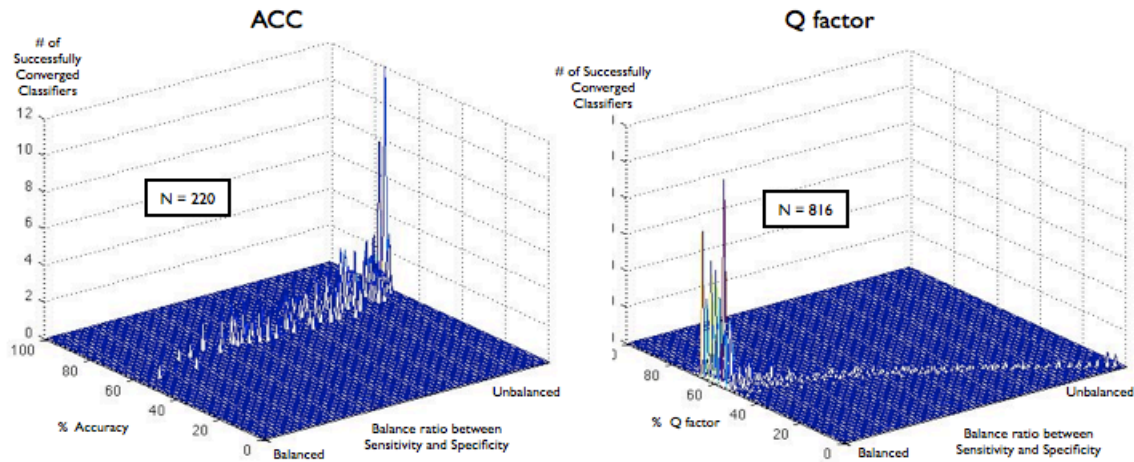 ACC
# of
Successfully
Converged
Classifiers
12
10
8
6
4
2
0
N = 220
100
80
60
40
20
0
% Accuracy
Balanced
Unbalanced
Balance ratio between
Sensitivity and Specificity
Q factor
# of Successfully
Converged
Classifiers
N = 816
80
60
40
20
0
% Q factor
Balanced
Unbalanced
Balance ratio between
Sensitivity and Specificity